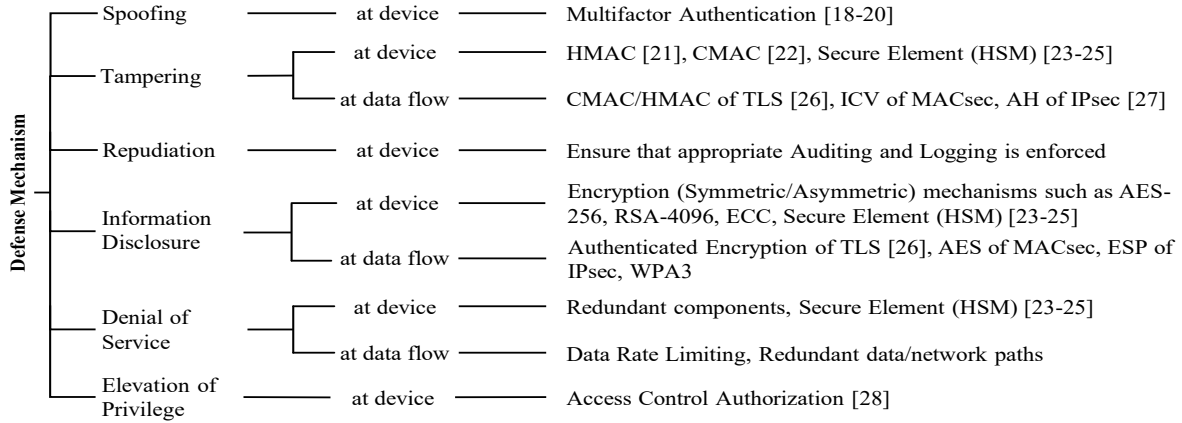 Defense Mechanism
Spoofing at device Multifactor Authentication [18-20]
Tampering
at device HMAC [21], CMAC [22], Secure Element (HSM) [23-25]
at data flow CMAC/HMAC of TLS [26], ICV of MACsec, AH of IPsec [27]
Repudiation at device Ensure that appropriate Auditing and Logging is enforced
Information
Disclosure
at device
Encryption (Symmetric/Asymmetric) mechanisms such as AES-
256, RSA-4096, ECC, Secure Element (HSM) [23-25]
at data flow
Authenticated Encryption of TLS [26], AES of MACsec, ESP of
IPsec, WPA3
Denial of
Service
at device Redundant components, Secure Element (HSM) [23-25]
at data flow Data Rate Limiting, Redundant data/network paths
Elevation of
Privilege
at device Access Control Authorization [28]